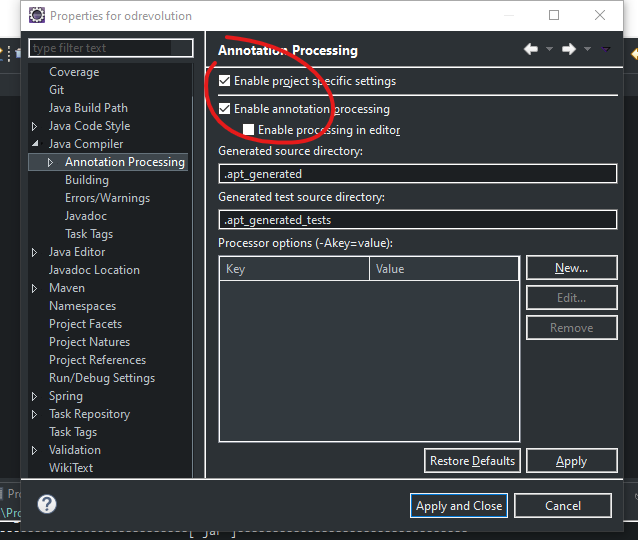 Properties for odrevolution
type filter text
Coverage
Git
Java Build Path
Java Code Style
Java Compiler
Annotation Processing
Building
Errors/Warnings
Javadoc
Task Tags
Java Editor
Javadoc Location
Maven
Namespaces
Project Facets
Project Natures
Project References
Run/Debug Settings
Spring
Task Repository
Task Tags
Validation
WikiText
Annotation Processing
Enable project specific settings
Enable annotation processing
Enable processing in editor
Generated source directory:
.apt_generated
Generated test source directory:
.apt_generated_tests
Processor options (-Akey=value):
Key Value
New...
Edit...
Remove
Restore Defaults Apply
? Apply and Close Cancel
Pro
\Pro
[ jar ]